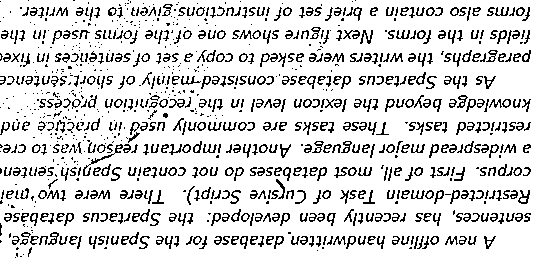 A new offline handwritten database for the Spanish language,
sentences, has recently been developed: the Spartacus database
Restricted-domain Task of Cursive Script). There were two mai
corpus. First of all, most databases do not contain Spanish senten
a widespread major language. Another important reason was to crea
restricted tasks. These tasks are commonly used in practice and
knowledge beyond the lexicon level in the recognition process.
As the Spartacus database consisted mainly of short sentence
paragraphs, the writers were asked to copy a set of sentences in fixed
fields in the forms. Next figure shows one of the forms used in the
forms also contain a brief set of instructions given to the writer.